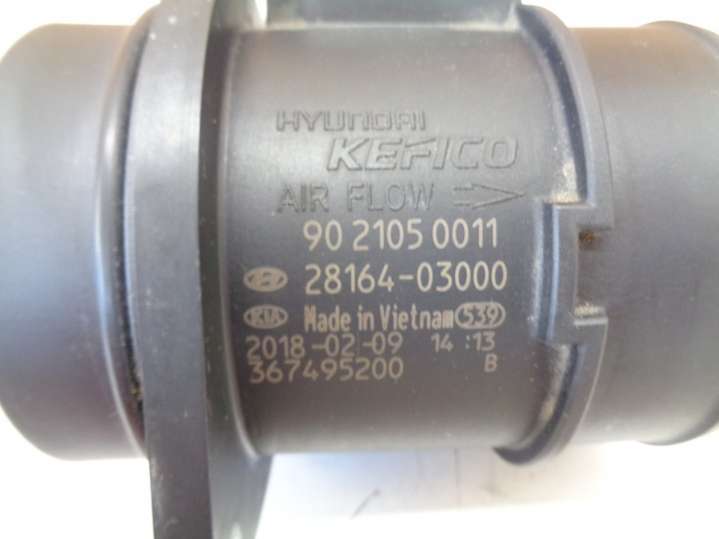 HYUNDAI
KEFICO
AIR FLOW
90 2105 0011
28164-03000
KIA Made in Vietnam 539
2018-02-09 14:13
367495200 B